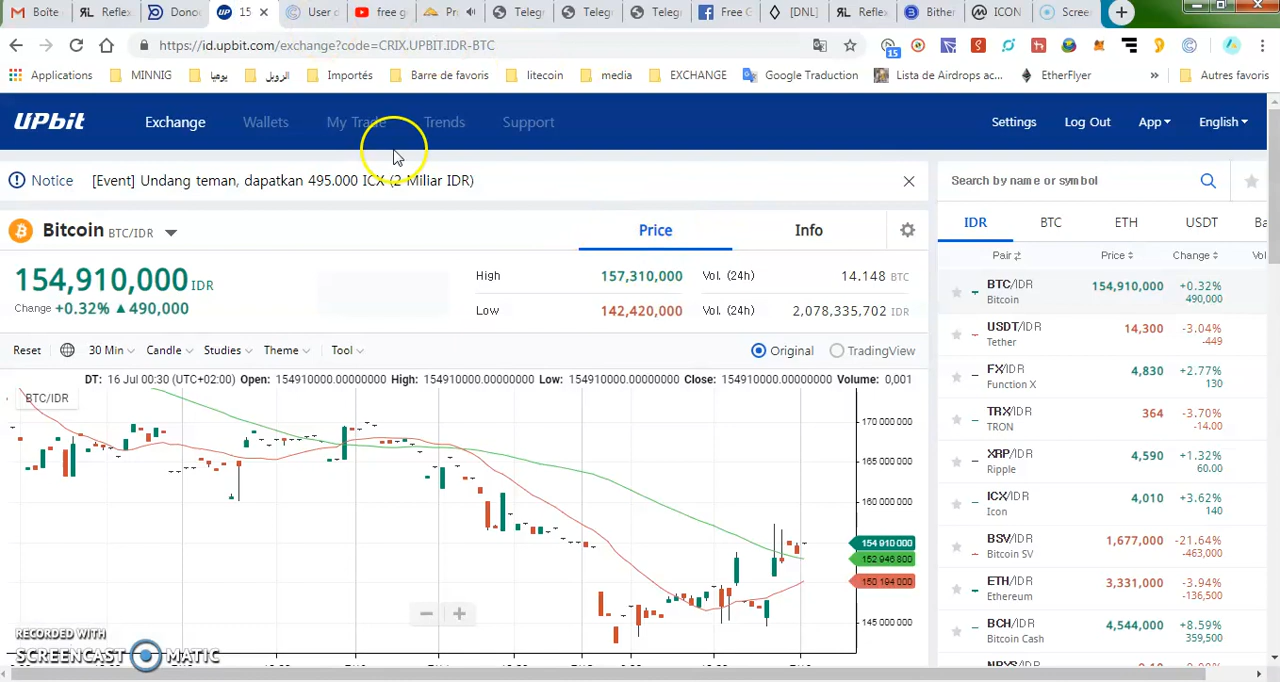 Boîte
Reflex
Dono
15
User c
free g
Pr
Telegr
Telegr
Telegr
Free G
[DNL]
Reflex
Bither
ICON
Scree
https://id.upbit.com/exchange?code=CRIX.UPBIT.IDR-BTC
15
Applications
MINNIG
يوميا
الروبل
Importés
Barre de favoris
litecoin
media
EXCHANGE
Google Traduction
Lista de Airdrops ac...
EtherFlyer
»
Autres favoris
UPbit
Exchange
Wallets
My Trade
Trends
Support
Settings
Log Out
App
English
Notice
[Event] Undang teman, dapatkan 495.000 ICX (2 Miliar IDR)
Search by name or symbol
Bitcoin BTC/IDR
Price
Info
IDR
BTC
ETH
USDT
Ba
154,910,000 IDR
Change +0.32% ▲ 490,000
High 157,310,000 Vol. (24h) 14.148 BTC
Low 142,420,000 Vol. (24h) 2,078,335,702 IDR
Pair
Price
Change
Vol
BTC/IDR 154,910,000 +0.32%
Bitcoin 490,000
USDT/IDR 14,300 -3.04%
Tether -449
FX/IDR 4,830 +2.77%
Function X 130
TRX/IDR 364 -3.70%
TRON -14.00
XRP/IDR 4,590 +1.32%
Ripple 60.00
ICX/IDR 4,010 +3.62%
Icon 140
BSV/IDR 1,677,000 -21.64%
Bitcoin SV -463,000
ETH/IDR 3,331,000 -3.94%
Ethereum -136,500
BCH/IDR 4,544,000 +8.59%
Bitcoin Cash 359,500
Reset
30 Min
Candle
Studies
Theme
Tool
Original
TradingView
DT: 16 Jul 00:30 (UTC+02:00) Open: 154910000.00000000 High: 154910000.00000000 Low: 154910000.00000000 Close: 154910000.00000000 Volume: 0,001
BTC/IDR
170 000 000
165 000 000
160 000 000
154 910 000
152 946 800
150 194 000
145 000 000
RECORDED WITH
SCREENCAST MATIC